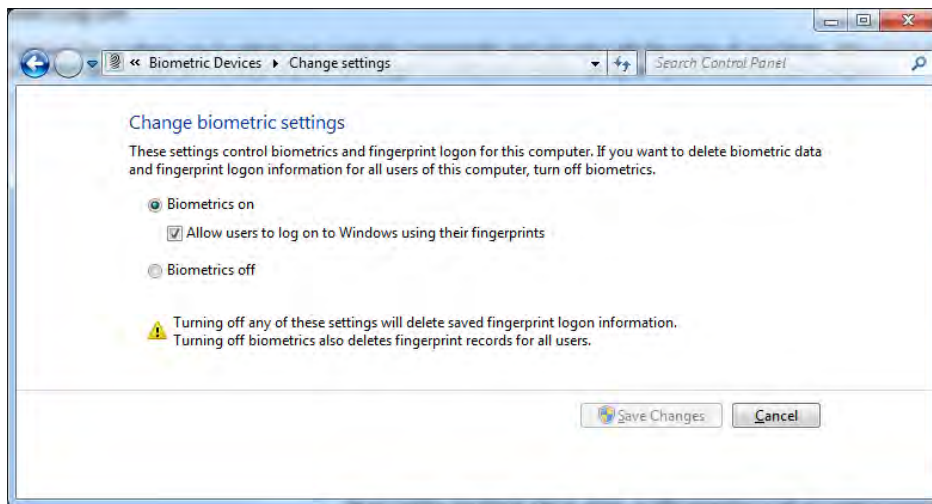 « Biometric Devices ▸ Change settings
Search Control Panel
Change biometric settings
These settings control biometrics and fingerprint logon for this computer. If you want to delete biometric data
and fingerprint logon information for all users of this computer, turn off biometrics.
Biometrics on
Allow users to log on to Windows using their fingerprints
Biometrics off
Turning off any of these settings will delete saved fingerprint logon information.
Turning off biometrics also deletes fingerprint records for all users.
Save Changes
Cancel